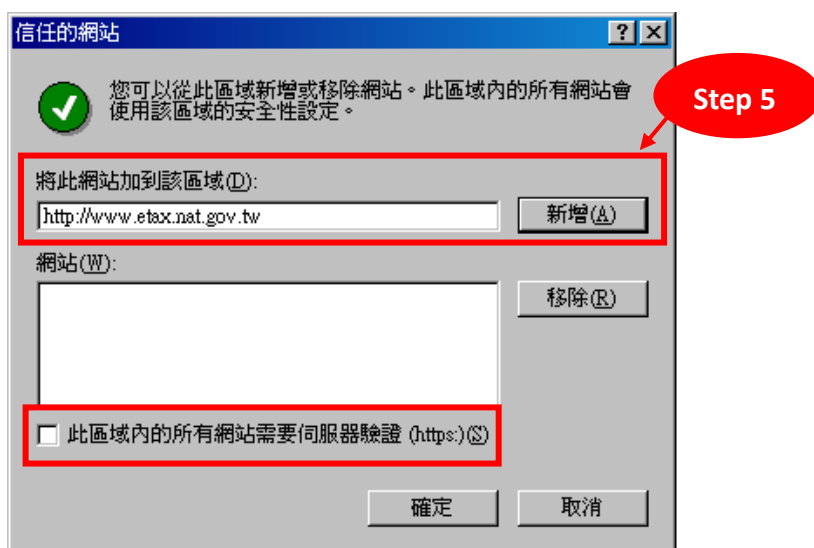 信任的網站
您可以從此區域新增或移除網站。此區域內的所有網站會
使用該區域的安全性設定。
Step 5
將此網站加到該區域(D):
http://www.etax.nat.gov.tw
新增(A)
網站(W):
移除(R)
此區域內的所有網站需要伺服器驗證 (https:)(S)
確定
取消